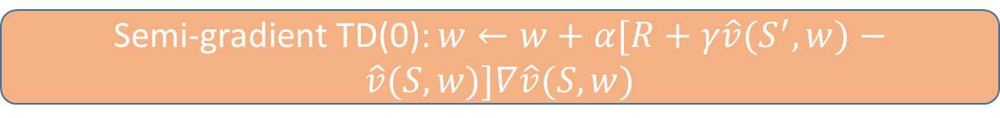 Semi-gradient TD(0): 𝑤 ← 𝑤 + 𝛼[𝑅 + 𝛾𝑣̂(𝑆′, 𝑤) −
𝑣̂(𝑆, 𝑤)]𝛻𝑣̂(𝑆, 𝑤)